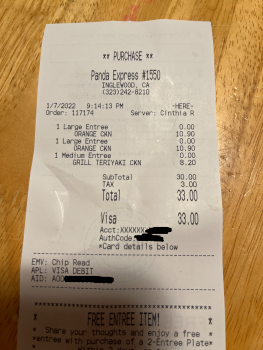 ** PURCHASE **
Panda Express #1550
INGLEWOOD, CA
(323)242-8210
1/7/2022 9:14:13 PM -HERE-
Order: 117174 Server: Cinthia R
1 Large Entree 0.00
ORANGE CKN 10.90
1 Large Entree 0.00
ORANGE CKN 10.90
1 Medium Entree 0.00
GRILL TERIYAKI CKN 8.20
SubTotal 30.00
TAX 3.00
Total 33.00
Visa 33.00
Acct:XXXXXX
AuthCode:
*Card details below
EMV: Chip Read
APL: VISA DEBIT
AID: A00
FREE ENTREE ITEM!
* Share your thoughts and enjoy a free
*entree with purchase of a 2-Entree Plate*